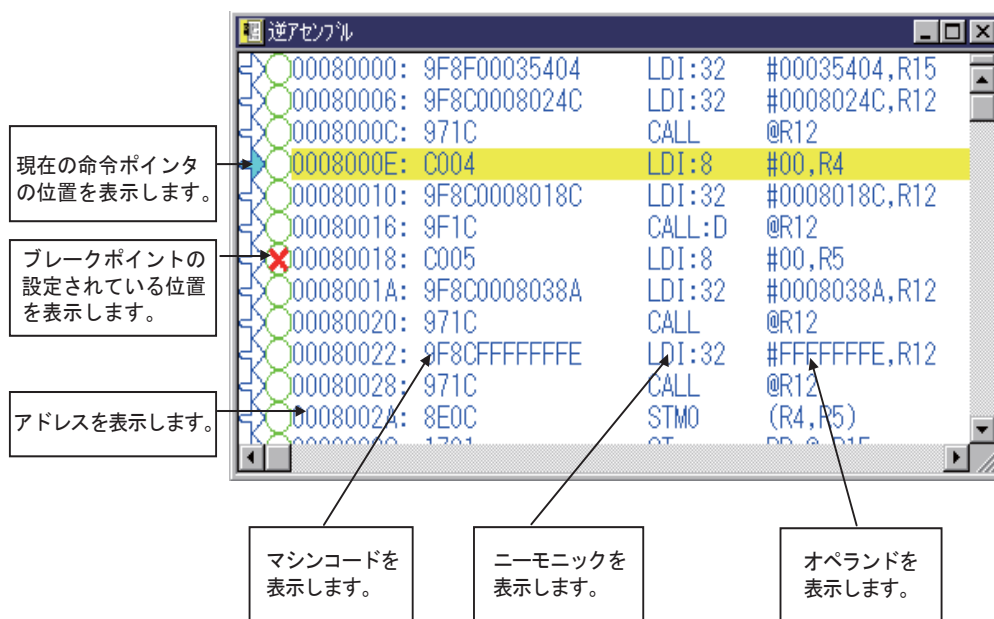 逆アセンブル
00080000: 9F8F00035404 LDI:32 #00035404,R15
00080006: 9F8C0008024C LDI:32 #0008024C,R12
0008000C: 971C CALL @R12
0008000E: C004 LDI:8 #00,R4
00080010: 9F8C0008018C LDI:32 #0008018C,R12
00080016: 9F1C CALL:D @R12
00080018: C005 LDI:8 #00,R5
0008001A: 9F8C0008038A LDI:32 #0008038A,R12
00080020: 971C CALL @R12
00080022: 9F8CFFFFFFFE LDI:32 #FFFFFFFE,R12
00080028: 971C CALL @R12
0008002A: 8E0C STM0 (R4,R5)
現在の命令ポインタ
の位置を表示します。
ブレークポイントの
設定されている位置
を表示します。
アドレスを表示します。
マシンコードを
表示します。
ニーモニックを
表示します。
オペランドを
表示します。